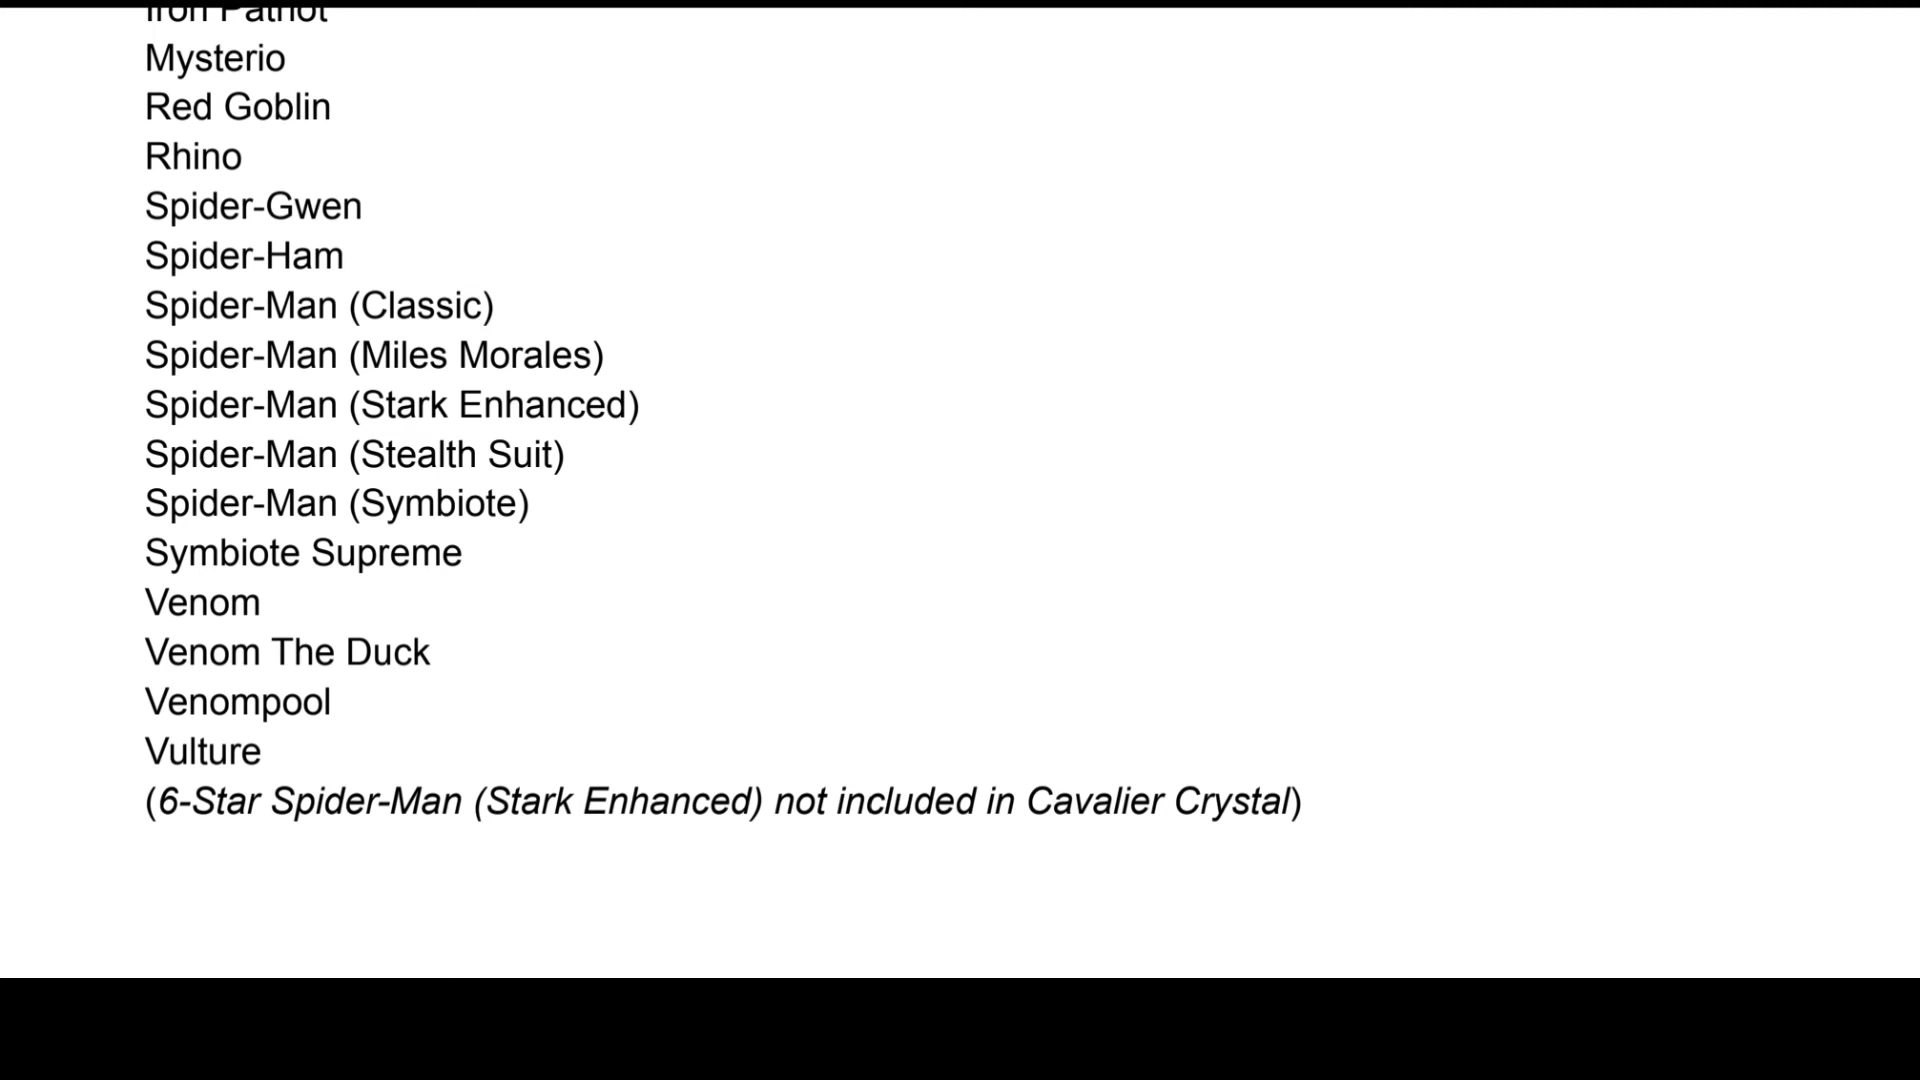 Iron Patriot
Mysterio
Red Goblin
Rhino
Spider-Gwen
Spider-Ham
Spider-Man (Classic)
Spider-Man (Miles Morales)
Spider-Man (Stark Enhanced)
Spider-Man (Stealth Suit)
Spider-Man (Symbiote)
Symbiote Supreme
Venom
Venom The Duck
Venompool
Vulture
(6-Star Spider-Man (Stark Enhanced) not included in Cavalier Crystal)